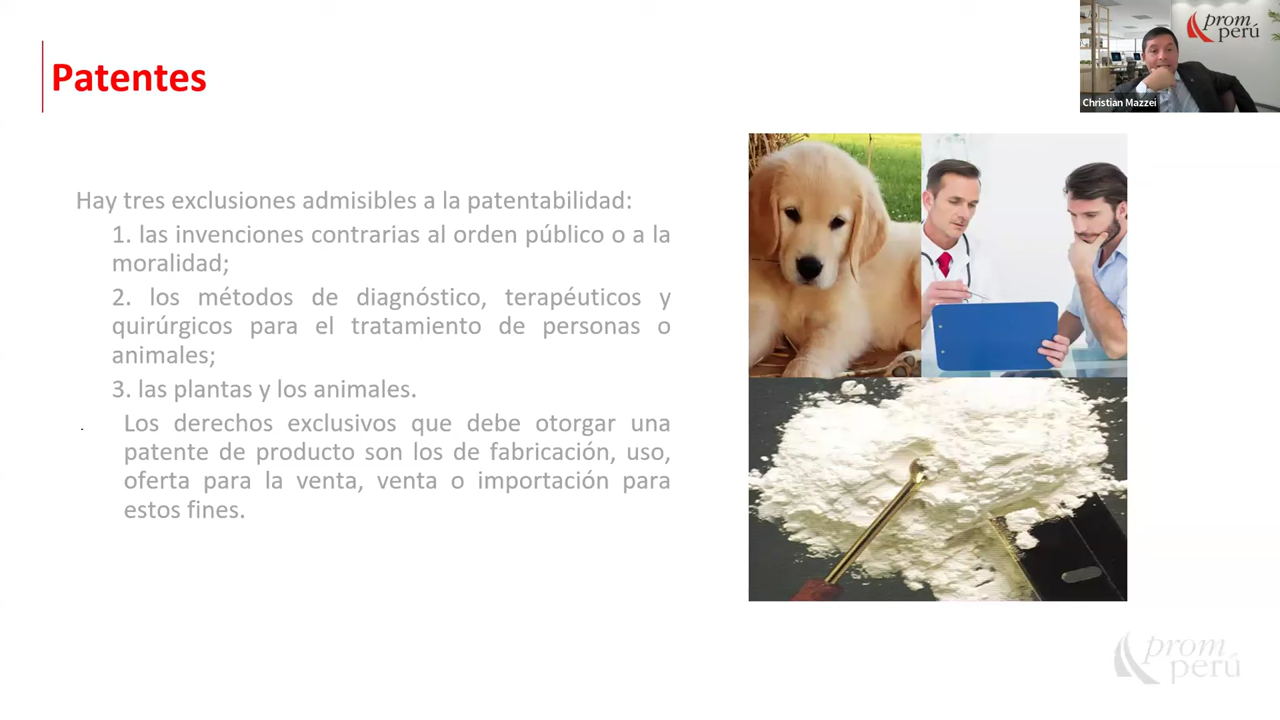 Patentes
prom
perú
Christian Mazzei
Hay tres exclusiones admisibles a la patentabilidad:
1. las invenciones contrarias al orden público o a la
moralidad;
2. los métodos de diagnóstico, terapéuticos y
quirúrgicos para el tratamiento de personas o
animales;
3. las plantas y los animales.
Los derechos exclusivos que debe otorgar una
patente de producto son los de fabricación, uso,
oferta para la venta, venta o importación para
estos fines.
prom
perú